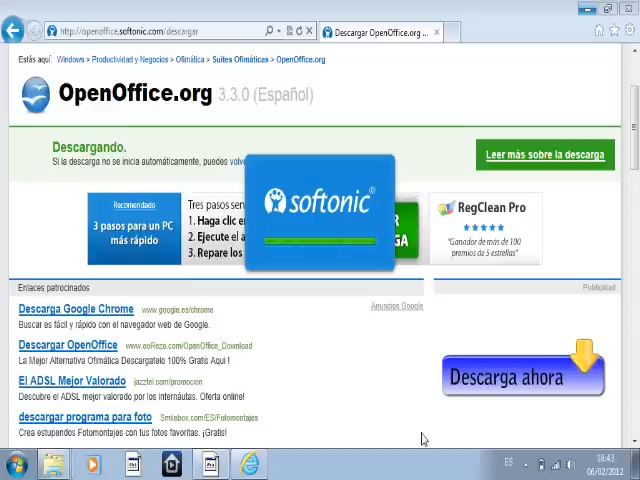 http://openoffice.softonic.com/descargar
Descargar OpenOffice.org ...
Estás aquí: Windows > Productividad y Negocios > Ofimática > Suites Ofimáticas > OpenOffice.org
OpenOffice.org 3.3.0 (Español)
Descargando.
Si la descarga no se inicia automáticamente, puedes
Leer más sobre la descarga
softonic
Recomendado
3 pasos para un PC
más rápido
Tres pasos
1. Haga clic
2. Ejecute el
3. Repare los
RegClean Pro
"Ganador de más de 100
premios de 5 estrellas"
Enlaces patrocinados
Publicidad
Anuncios Google
Descarga Google Chrome www.google.es/chrome
Buscar es fácil y rápido con el navegador web de Google.
Descargar OpenOffice www.eoRezo.com/OpenOffice_Download
La Mejor Alternativa Ofimática Descargatelo 100% Gratis Aqui !
El ADSL Mejor Valorado jazztel.com/promocion
Descubre el ADSL mejor valorado por los internáutas. Oferta online!
descargar programa para foto Smilebox.com/ES/Fotomontajes
Crea estupendos Fotomontajes con tus fotos favoritas. ¡Gratis!
Descarga ahora
ES
18:43
06/02/2012